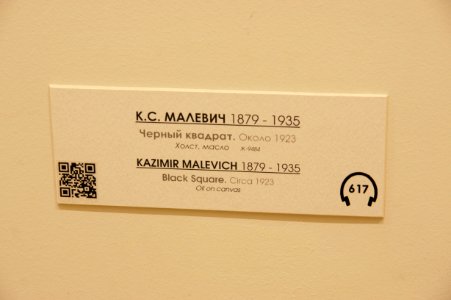 К.С. МАЛЕВИЧ 1879 - 1935
Черный квадрат. Около 1923
Холст, масло ж-9484
KAZIMIR MALEVICH 1879 - 1935
Black Square. Circa 1923
Oil on canvas
617